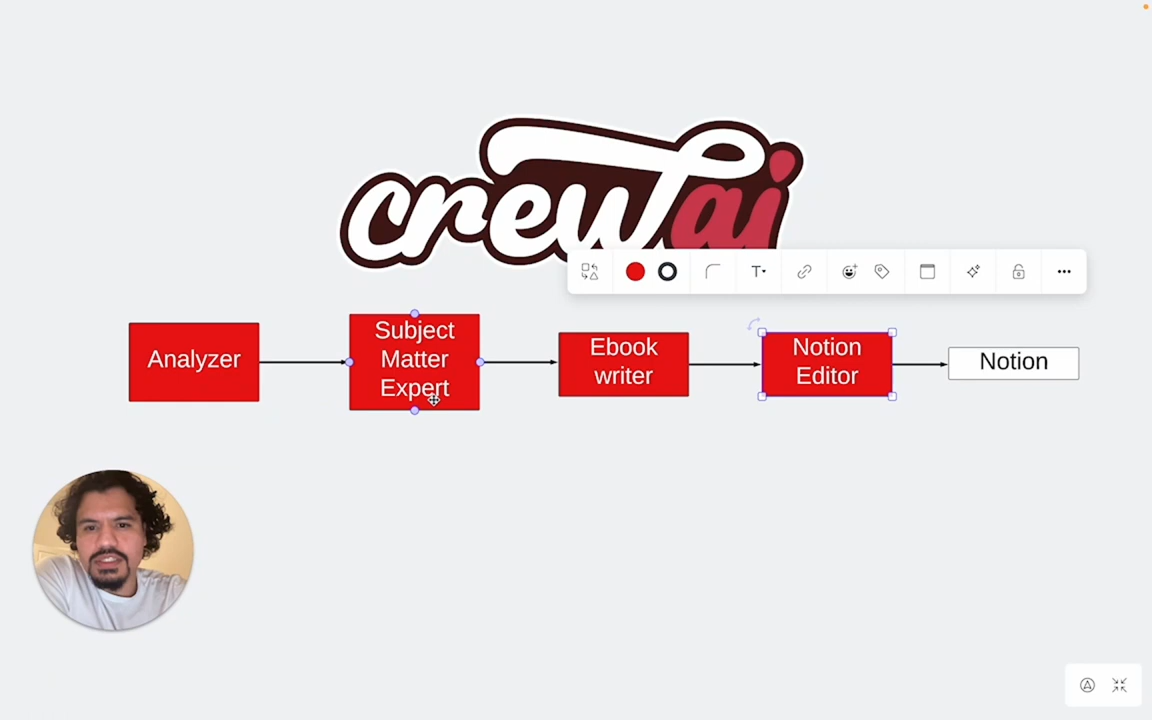 crewai
T
Analyzer
Subject
Matter
Expert
Ebook
writer
Notion
Editor
Notion